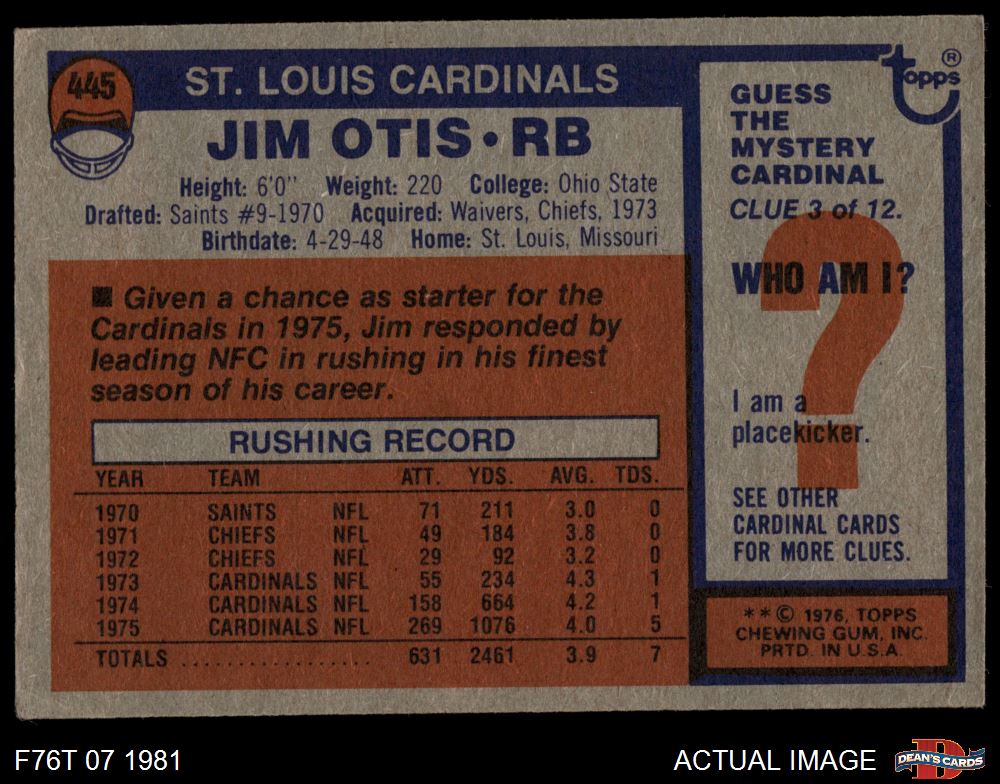 445
ST. LOUIS CARDINALS
JIM OTIS • RB
Height: 6'0" Weight: 220 College: Ohio State
Drafted: Saints #9-1970 Acquired: Waivers, Chiefs, 1973
Birthdate: 4-29-48 Home: St. Louis, Missouri
■ Given a chance as starter for the
Cardinals in 1975, Jim responded by
leading NFC in rushing in his finest
season of his career.
RUSHING RECORD
YEAR TEAM ATT. YDS. AVG. TDS.
1970 SAINTS NFL 71 211 3.0 0
1971 CHIEFS NFL 49 184 3.8 0
1972 CHIEFS NFL 29 92 3.2 0
1973 CARDINALS NFL 55 234 4.3 1
1974 CARDINALS NFL 158 664 4.2 1
1975 CARDINALS NFL 269 1076 4.0 5
TOTALS .................. 631 2461 3.9 7
topps ®
GUESS
THE
MYSTERY
CARDINAL
CLUE 3 of 12.
?
WHO AM I?
I am a
placekicker.
SEE OTHER
CARDINAL CARDS
FOR MORE CLUES.
* * © 1976, TOPPS
CHEWING GUM, INC.
PRTD. IN U.S.A.
F76T 07 1981
ACTUAL IMAGE
D
DEAN'S CARDS